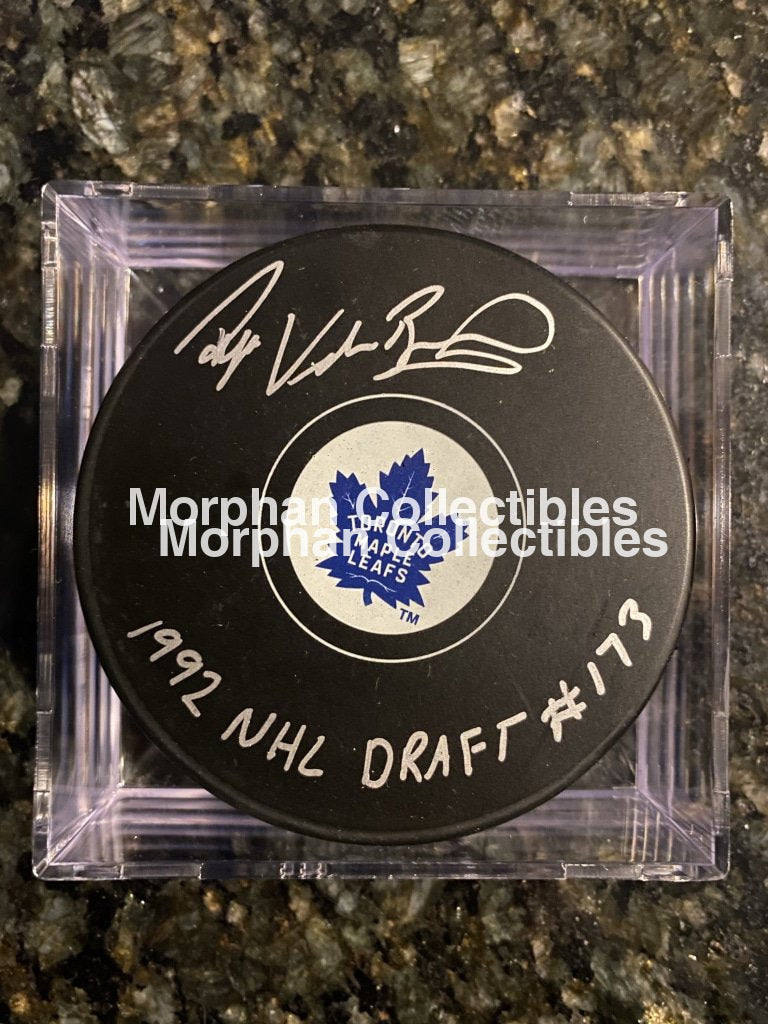 Morphan Collectibles
Morphan Collectibles
TORONTO
MAPLE
LEAFS
TM
1992 NHL DRAFT #173